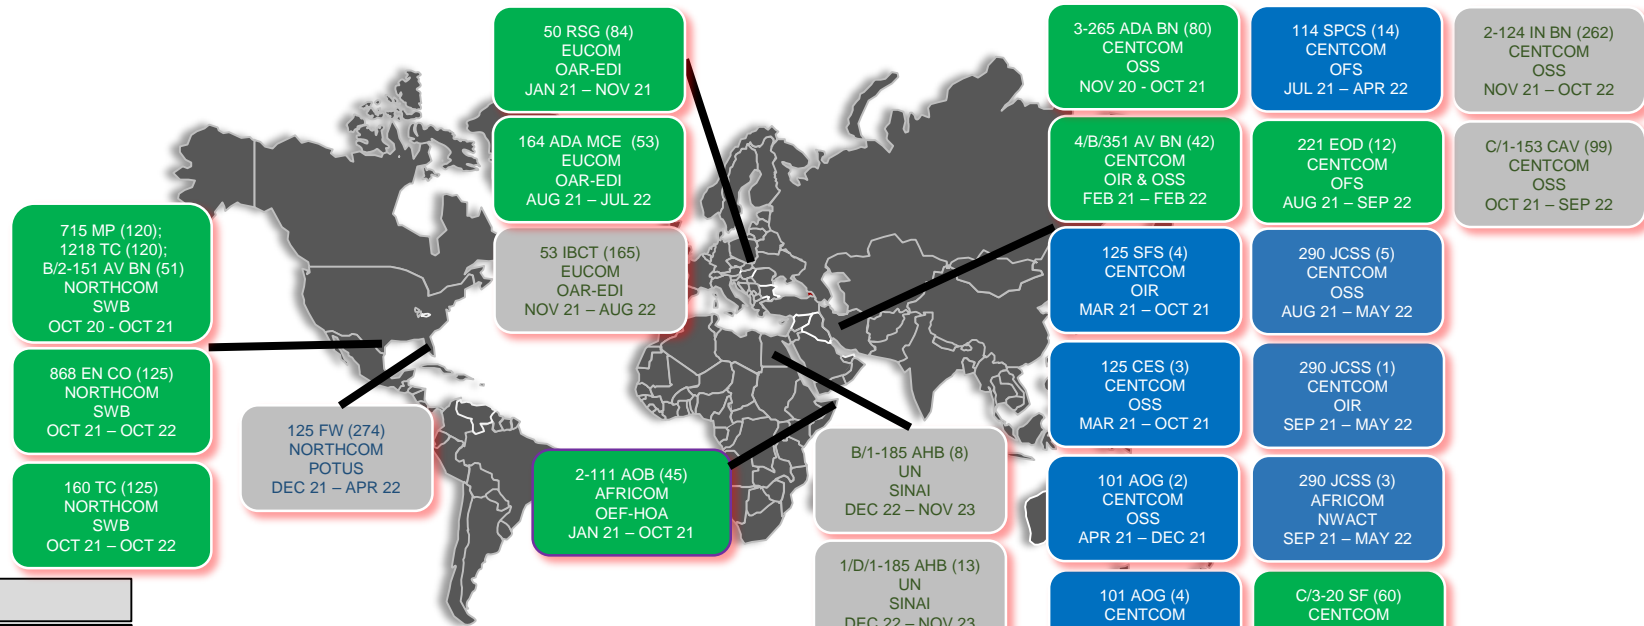 50 RSG (84)
EUCOM
OAR-EDI
JAN 21 – NOV 21
164 ADA MCE (53)
EUCOM
OAR-EDI
AUG 21 – JUL 22
53 IBCT (165)
EUCOM
OAR-EDI
NOV 21 – AUG 22
715 MP (120);
1218 TC (120);
B/2-151 AV BN (51)
NORTHCOM
SWB
OCT 20 - OCT 21
868 EN CO (125)
NORTHCOM
SWB
OCT 21 – OCT 22
160 TC (125)
NORTHCOM
SWB
OCT 21 – OCT 22
125 FW (274)
NORTHCOM
POTUS
DEC 21 – APR 22
2-111 AOB (45)
AFRICOM
OEF-HOA
JAN 21 – OCT 21
B/1-185 AHB (8)
UN
SINAI
DEC 22 – NOV 23
1/D/1-185 AHB (13)
UN
SINAI
DEC 22 – NOV 23
3-265 ADA BN (80)
CENTCOM
OSS
NOV 20 - OCT 21
4/B/351 AV BN (42)
CENTCOM
OIR & OSS
FEB 21 – FEB 22
125 SFS (4)
CENTCOM
OIR
MAR 21 – OCT 21
125 CES (3)
CENTCOM
OSS
MAR 21 – OCT 21
101 AOG (2)
CENTCOM
OSS
APR 21 – DEC 21
101 AOG (4)
CENTCOM
114 SPCS (14)
CENTCOM
OFS
JUL 21 – APR 22
221 EOD (12)
CENTCOM
OFS
AUG 21 – SEP 22
290 JCSS (5)
CENTCOM
OSS
AUG 21 – MAY 22
290 JCSS (1)
CENTCOM
OIR
SEP 21 – MAY 22
290 JCSS (3)
AFRICOM
NWACT
SEP 21 – MAY 22
C/3-20 SF (60)
CENTCOM
2-124 IN BN (262)
CENTCOM
OSS
NOV 21 – OCT 22
C/1-153 CAV (99)
CENTCOM
OSS
OCT 21 – SEP 22